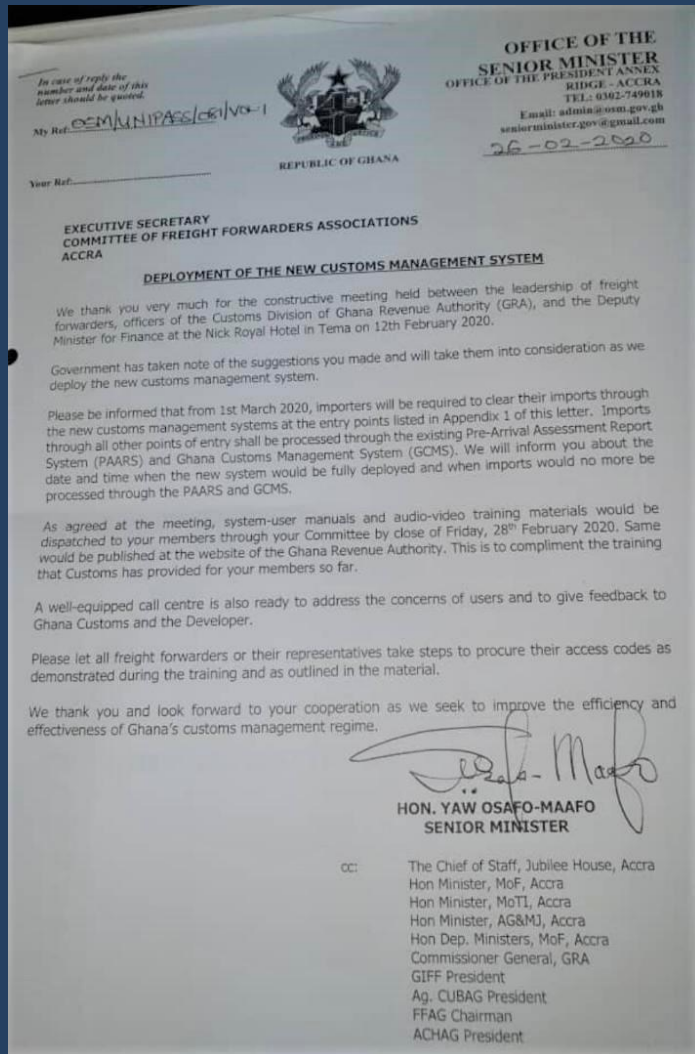 In case of reply the
number and date of this
letter should be quoted.
My Ref: OSM/UNIPASS/081/VOL·1
Your Ref:
REPUBLIC OF GHANA
OFFICE OF THE
SENIOR MINISTER
OFFICE OF THE PRESIDENT ANNEX
RIDGE - ACCRA
TEL: 0302-749018
Email: admin@osm.gov.gh
seniorminister.gov@gmail.com
26-02-2020
EXECUTIVE SECRETARY
COMMITTEE OF FREIGHT FORWARDERS ASSOCIATIONS
ACCRA
DEPLOYMENT OF THE NEW CUSTOMS MANAGEMENT SYSTEM
We thank you very much for the constructive meeting held between the leadership of freight
forwarders, officers of the Customs Division of Ghana Revenue Authority (GRA), and the Deputy
Minister for Finance at the Nick Royal Hotel in Tema on 12th February 2020.
Government has taken note of the suggestions you made and will take them into consideration as we
deploy the new customs management system.
Please be informed that from 1st March 2020, importers will be required to clear their imports through
the new customs management systems at the entry points listed in Appendix 1 of this letter. Imports
through all other points of entry shall be processed through the existing Pre-Arrival Assessment Report
System (PAARS) and Ghana Customs Management System (GCMS). We will inform you about the
date and time when the new system would be fully deployed and when imports would no more be
processed through the PAARS and GCMS.
As agreed at the meeting, system-user manuals and audio-video training materials would be
dispatched to your members through your Committee by close of Friday, 28th February 2020. Same
would be published at the website of the Ghana Revenue Authority. This is to compliment the training
that Customs has provided for your members so far.
A well-equipped call centre is also ready to address the concerns of users and to give feedback to
Ghana Customs and the Developer.
Please let all freight forwarders or their representatives take steps to procure their access codes as
demonstrated during the training and as outlined in the material.
We thank you and look forward to your cooperation as we seek to improve the efficiency and
effectiveness of Ghana's customs management regime.
HON. YAW OSAFO-MAAFO
SENIOR MINISTER
cc: The Chief of Staff, Jubilee House, Accra
Hon Minister, MoF, Accra
Hon Minister, MoTI, Accra
Hon Minister, AG&MJ, Accra
Hon Dep. Ministers, MoF, Accra
Commissioner General, GRA
GIFF President
Ag. CUBAG President
FFAG Chairman
ACHAG President